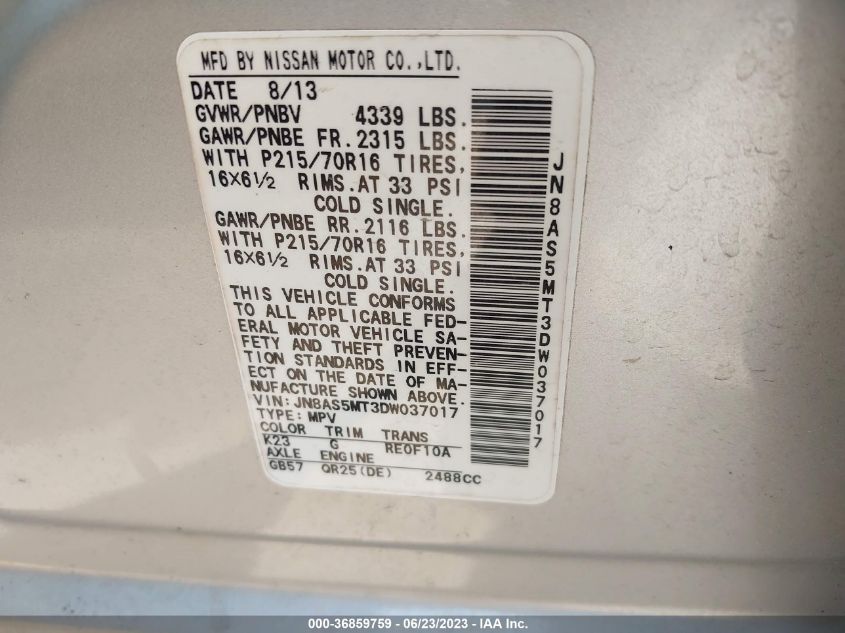 MFD BY NISSAN MOTOR CO.,LTD.
DATE 8/13
GVWR/PNBV 4339 LBS.
GAWR/PNBE FR.2315 LBS.
WITH P215/70R16 TIRES,
16X6½ RIMS.AT 33 PSI
COLD SINGLE.
GAWR/PNBE RR.2116 LBS.
WITH P215/70R16 TIRES,
16X6½ RIMS.AT 33 PSI
COLD SINGLE.
THIS VEHICLE CONFORMS
TO ALL APPLICABLE FED-
ERAL MOTOR VEHICLE SA-
FETY AND THEFT PREVEN-
TION STANDARDS IN EFF-
ECT ON THE DATE OF MA-
NUFACTURE SHOWN ABOVE.
VIN:JN8AS5MT3DW037017
TYPE:MPV
COLOR TRIM TRANS
K23 G RE0F10A
AXLE ENGINE
GB57 QR25(DE) 2488CC
JN8AS5MT3DW037017
000-36859759 - 06/23/2023 - IAA Inc.